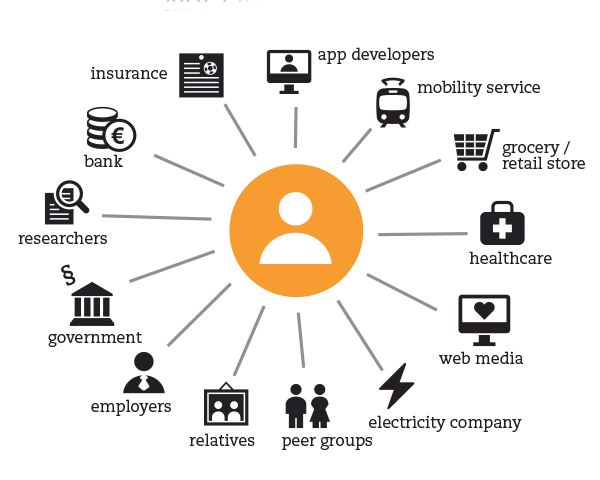 app developers
insurance
mobility service
grocery /
retail store
bank
researchers
healthcare
§
government
web media
employers
electricity company
relatives
peer groups